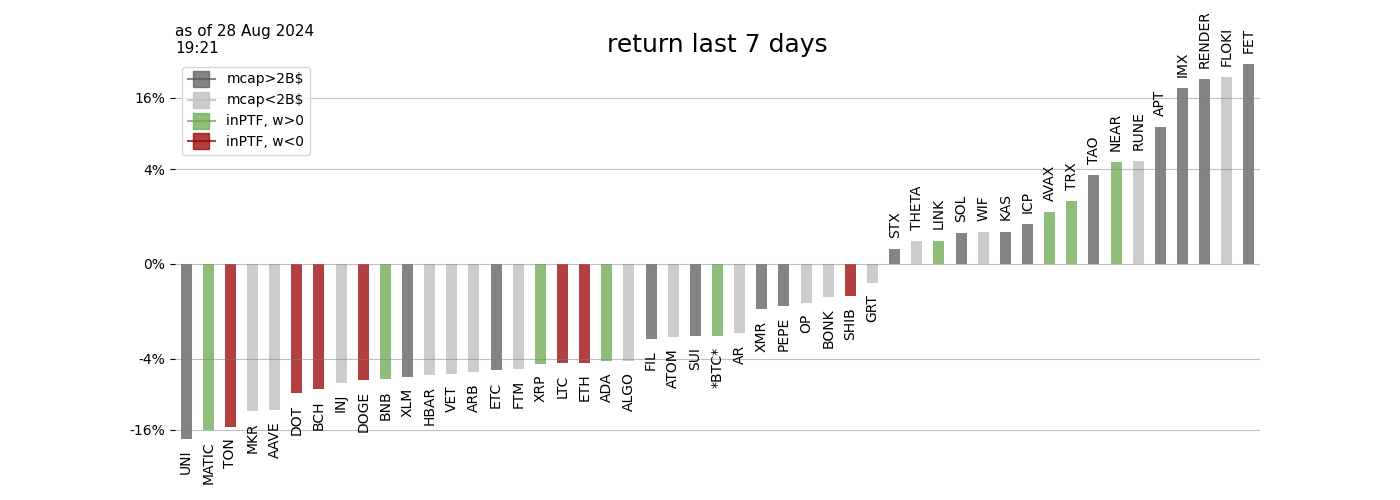 as of 28 Aug 2024
19:21
return last 7 days
mcap>2B$
mcap<2B$
inPTF, w>0
inPTF, w<0
16%
4%
0%
-4%
-16%
UNI
MATIC
TON
MKR
AAVE
DOT
BCH
INJ
DOGE
BNB
XLM
HBAR
VET
ARB
ETC
FTM
XRP
LTC
ETH
ADA
ALGO
FIL
ATOM
SUI
*BTC*
AR
XMR
PEPE
OP
BONK
SHIB
GRT
STX
THETA
LINK
SOL
WIF
KAS
ICP
AVAX
TRX
TAO
NEAR
RUNE
APT
IMX
RENDER
FLOKI
FET